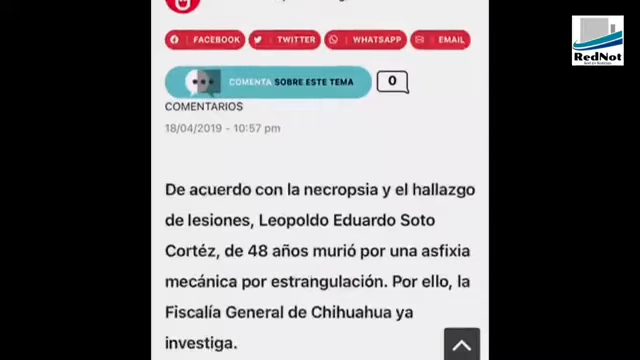 FACEBOOK TWITTER WHATSAPP EMAIL
COMENTA SOBRE ESTE TEMA 0
COMENTARIOS
18/04/2019 - 10:57 pm
De acuerdo con la necropsia y el hallazgo
de lesiones, Leopoldo Eduardo Soto
Cortéz, de 48 años murió por una asfixia
mecánica por estrangulación. Por ello, la
Fiscalía General de Chihuahua ya
investiga.
RedNot